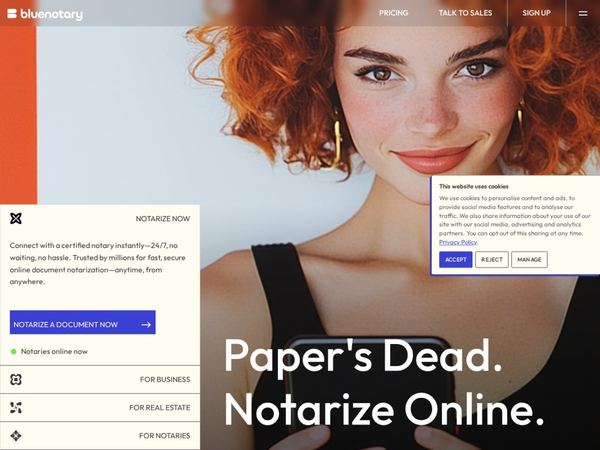 bluenotary
PRICING
TALK TO SALES
SIGN UP
This website uses cookies
We use cookies to personalise content and ads, to
provide social media features and to analyse our
traffic. We also share information about your use of our
site with our social media, advertising and analytics
partners. You can opt out of this sharing at any time.
Privacy Policy.
ACCEPT
REJECT
MANAGE
NOTARIZE NOW
Connect with a certified notary instantly—24/7, no
waiting, no hassle. Trusted by millions for fast, secure
online document notarization—anytime, from
anywhere.
NOTARIZE A DOCUMENT NOW
Notaries online now
FOR BUSINESS
FOR REAL ESTATE
FOR NOTARIES
Paper's Dead.
Notarize Online.